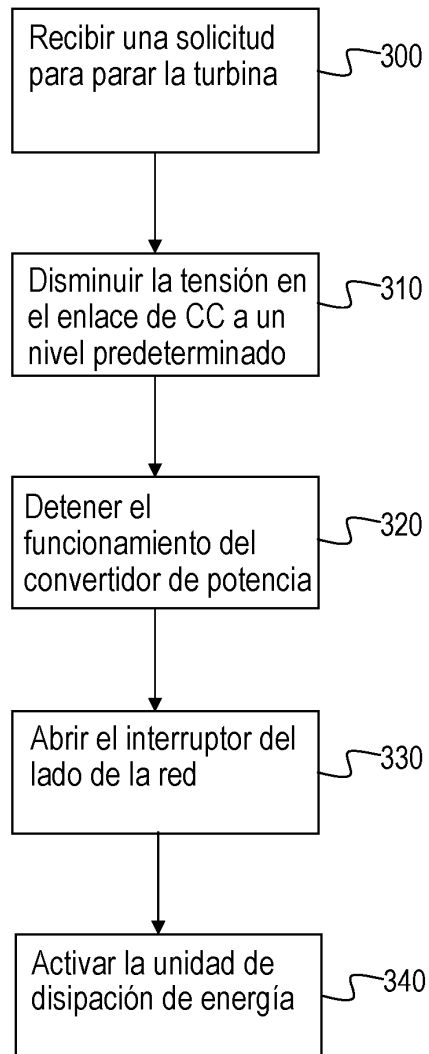 Recibir una solicitud
para parar la turbina
300
Disminuir la tensión en
el enlace de CC a un
nivel predeterminado
310
Detener el
funcionamiento del
convertidor de potencia
320
Abrir el interruptor del
lado de la red
330
Activar la unidad de
disipación de energía
340